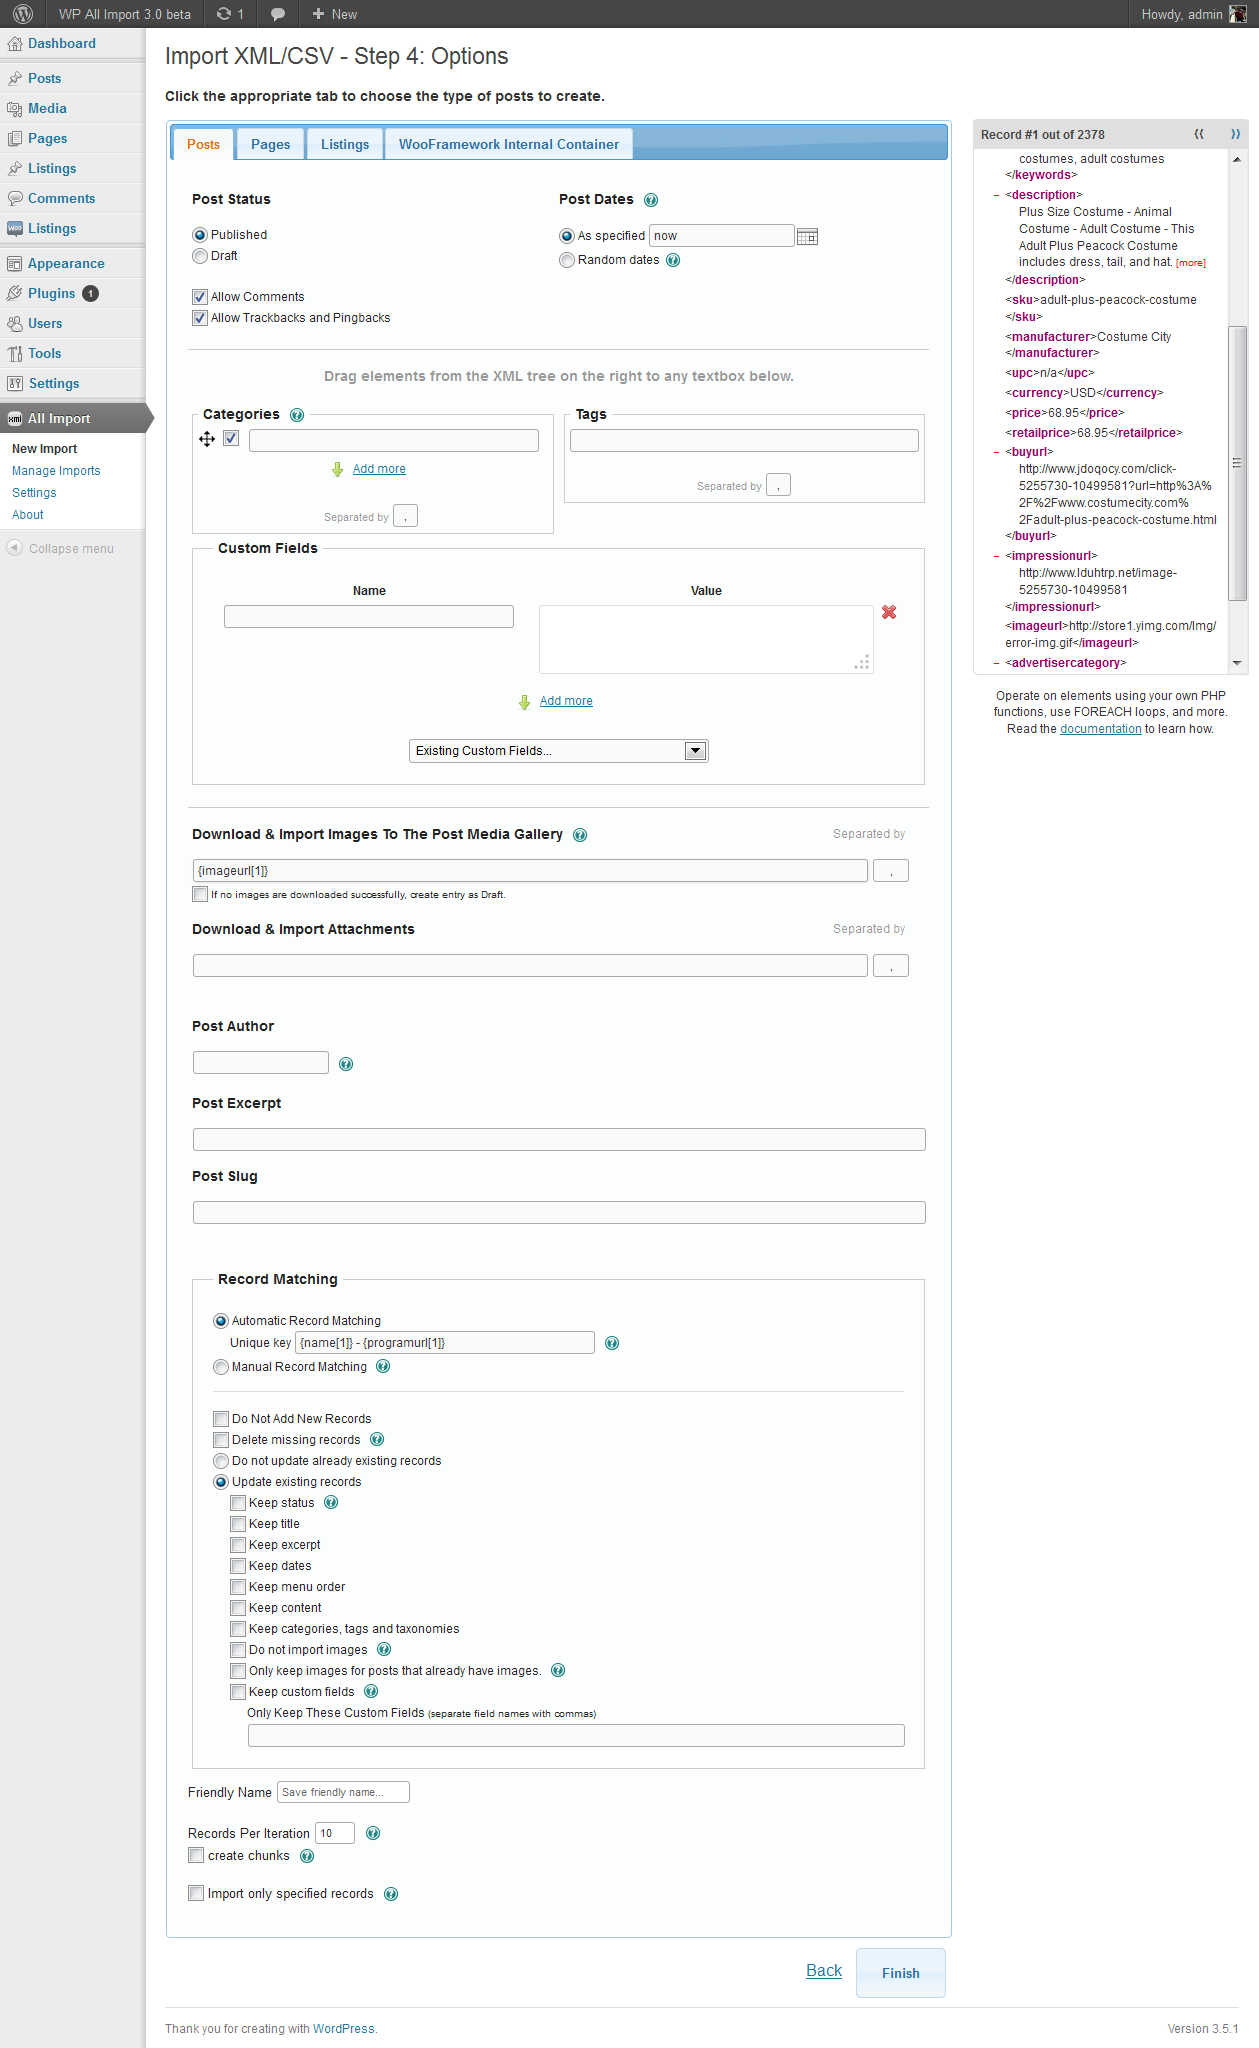 WP All Import 3.0 beta 1 New Howdy, admin
Dashboard
Posts
Media
Pages
Listings
Comments
Listings
Appearance
Plugins 1
Users
Tools
Settings
All Import
New Import
Manage Imports
Settings
About
Collapse menu
Import XML/CSV - Step 4: Options
Click the appropriate tab to choose the type of posts to create.
Posts Pages Listings WooFramework Internal Container
Post Status
Published
Draft
Post Dates
As specified now
Random dates
Allow Comments
Allow Trackbacks and Pingbacks
Drag elements from the XML tree on the right to any textbox below.
Categories
Add more
Separated by ,
Tags
Separated by ,
Custom Fields
Name Value
Add more
Existing Custom Fields...
Download & Import Images To The Post Media Gallery Separated by
{imageurl[1]} ,
If no images are downloaded successfully, create entry as Draft.
Download & Import Attachments Separated by
,
Post Author
Post Excerpt
Post Slug
Record Matching
Automatic Record Matching
Unique key {name[1]} - {programurl[1]}
Manual Record Matching
Do Not Add New Records
Delete missing records
Do not update already existing records
Update existing records
Keep status
Keep title
Keep excerpt
Keep dates
Keep menu order
Keep content
Keep categories, tags and taxonomies
Do not import images
Only keep images for posts that already have images.
Keep custom fields
Only Keep These Custom Fields (separate field names with commas)
Friendly Name Save friendly name...
Records Per Iteration 10
create chunks
Import only specified records
Back Finish
Record #1 out of 2378
costumes, adult costumes
</keywords>
– <description>
Plus Size Costume - Animal
Costume - Adult Costume - This
Adult Plus Peacock Costume
includes dress, tail, and hat. [more]
</description>
<sku>adult-plus-peacock-costume
</sku>
<manufacturer>Costume City
</manufacturer>
<upc>n/a</upc>
<currency>USD</currency>
<price>68.95</price>
<retailprice>68.95</retailprice>
– <buyurl>
http://www.jdoqocy.com/click-
5255730-10499581?url=http%3A%
2F%2Fwww.costumecity.com%
2Fadult-plus-peacock-costume.html
</buyurl>
– <impressionurl>
http://www.lduhtrp.net/image-
5255730-10499581
</impressionurl>
<imageurl>http://store1.yimg.com/Img/
error-img.gif</imageurl>
– <advertisercategory>
Operate on elements using your own PHP
functions, use FOREACH loops, and more.
Read the documentation to learn how.
Thank you for creating with WordPress. Version 3.5.1